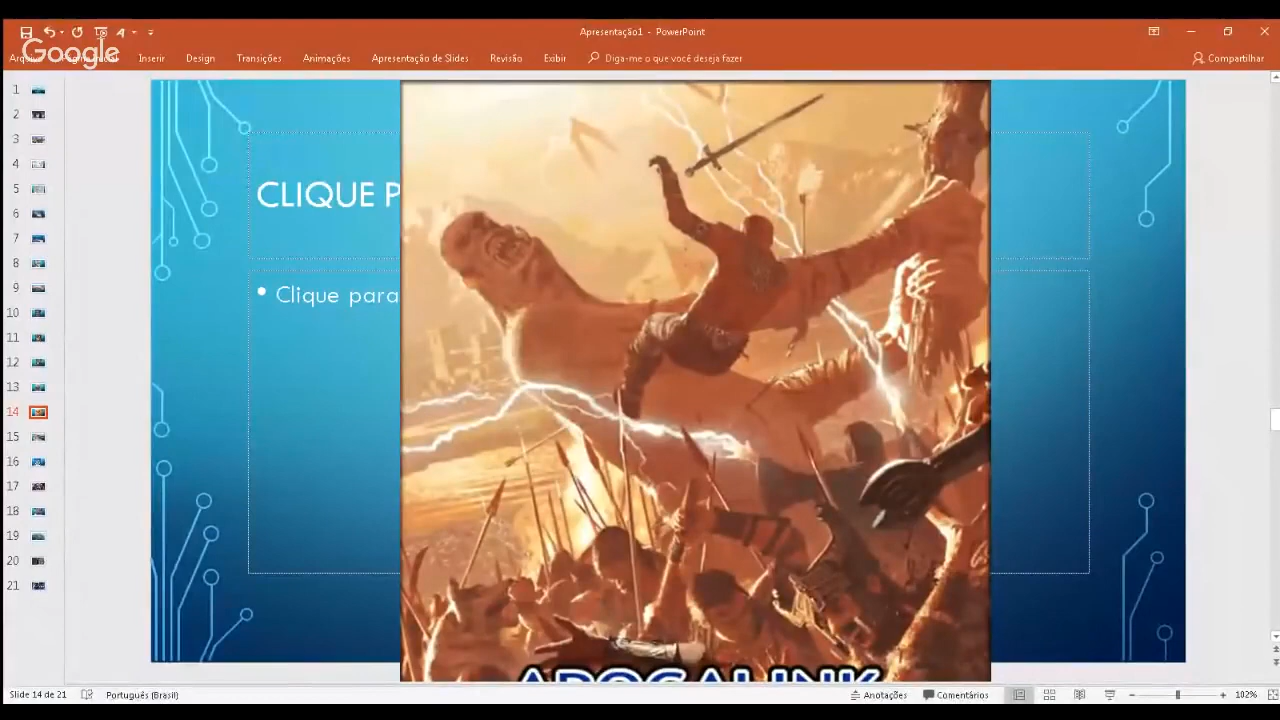 Apresentação1 - PowerPoint
Google
Inserir
Design
Transições
Animações
Apresentação de Slides
Revisão
Exibir
Diga-me o que você deseja fazer
Compartilhar
1
2
3
4
5
6
7
8
9
10
11
12
13
14
15
16
17
18
19
20
21
CLIQUE P
• Clique para
APOCALINK
Slide 14 de 21
Português (Brasil)
Anotações
Comentários
102%